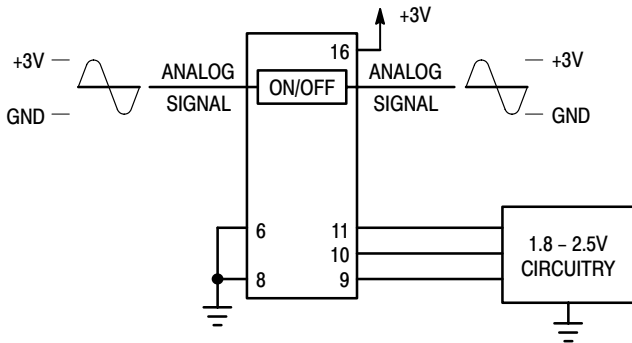 +3V
16
+3V
ANALOG
SIGNAL
ON/OFF
ANALOG
SIGNAL
+3V
GND
GND
6
11
10
8
9
1.8 – 2.5V
CIRCUITRY